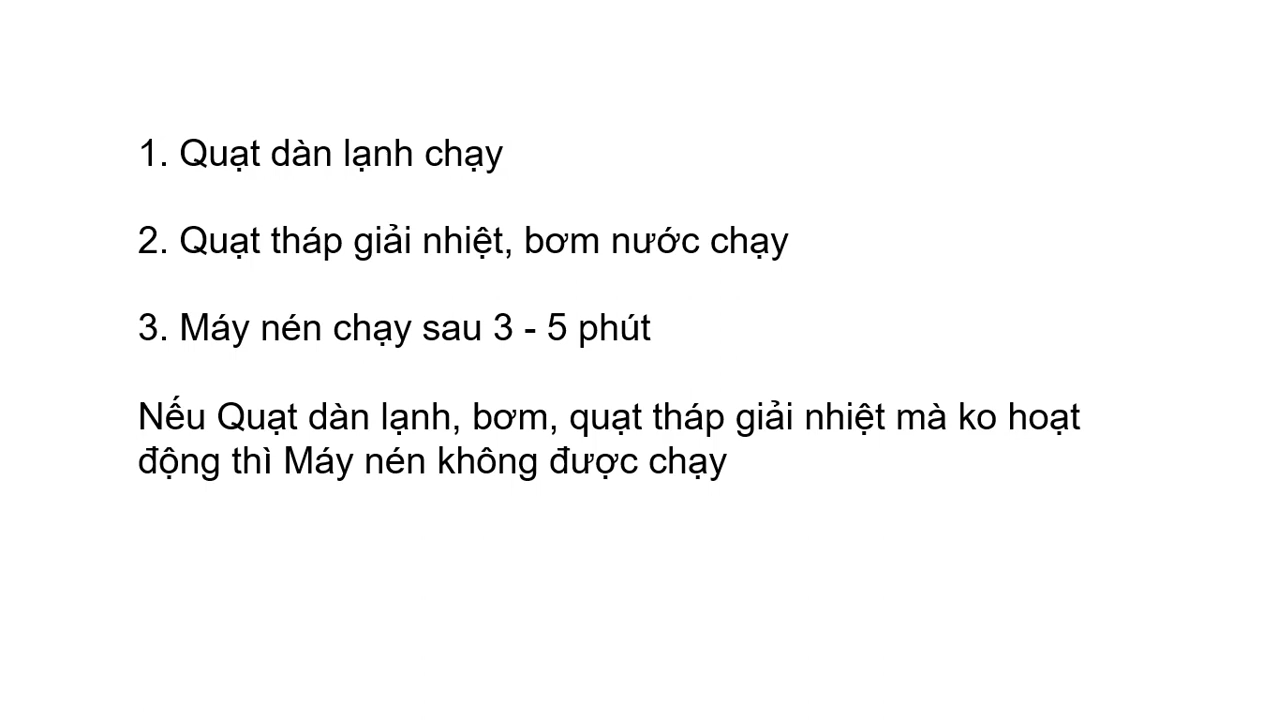 1. Quạt dàn lạnh chạy
2. Quạt tháp giải nhiệt, bơm nước chạy
3. Máy nén chạy sau 3 - 5 phút
Nếu Quạt dàn lạnh, bơm, quạt tháp giải nhiệt mà ko hoạt
động thì Máy nén không được chạy